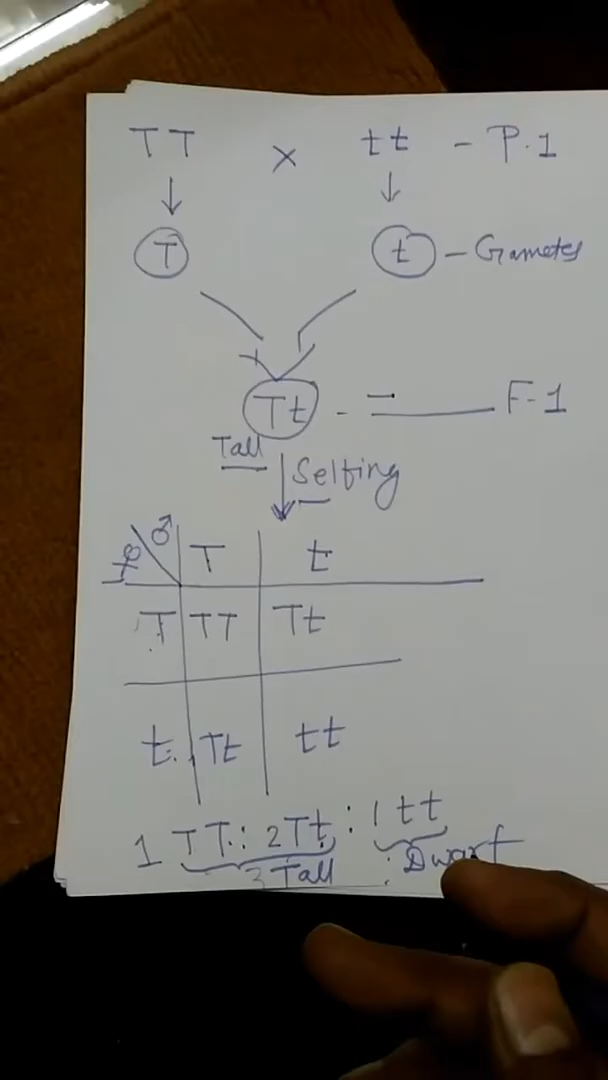 TT × tt - P.1
T t - Gametes
Tt - = F-1
Tall
Selfing
♀ ♂ T t
T TT Tt
t. Tt tt
1 TT : 2Tt : 1 tt
3 Tall : Dwarf